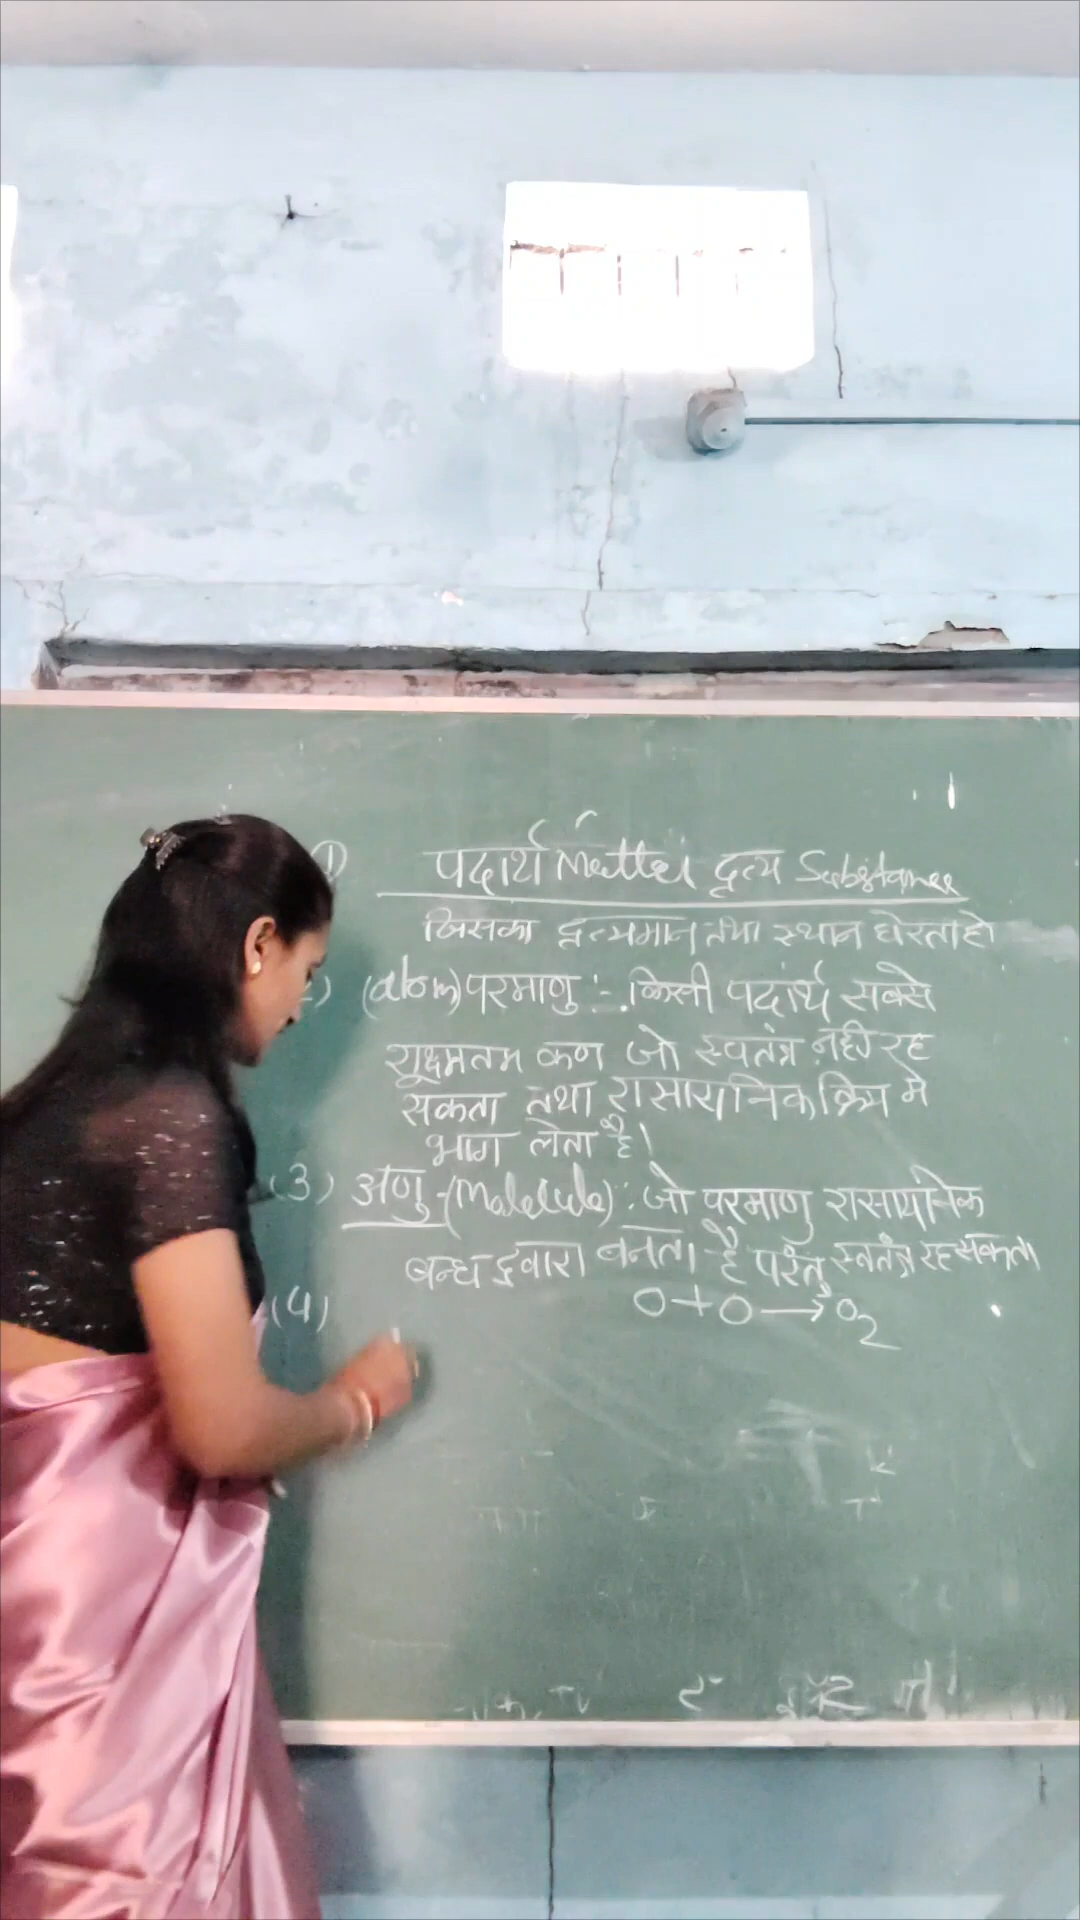 ① पदार्थ Matter द्रव्य Substance
जिसका द्रव्यमान तथा स्थान घेरता हो
(atom) परमाणु :- किसी पदार्थ सबसे
सूक्ष्मतम कण जो स्वतंत्र नही रह
सकता तथा रासायनिक क्रिया मे
भाग लेता है।
(3) अणु -(Molecule) : जो परमाणु रासायनिक
बन्ध द्वारा बनता है परंतु स्वतंत्र रह सकता
O+O→O2
(4)